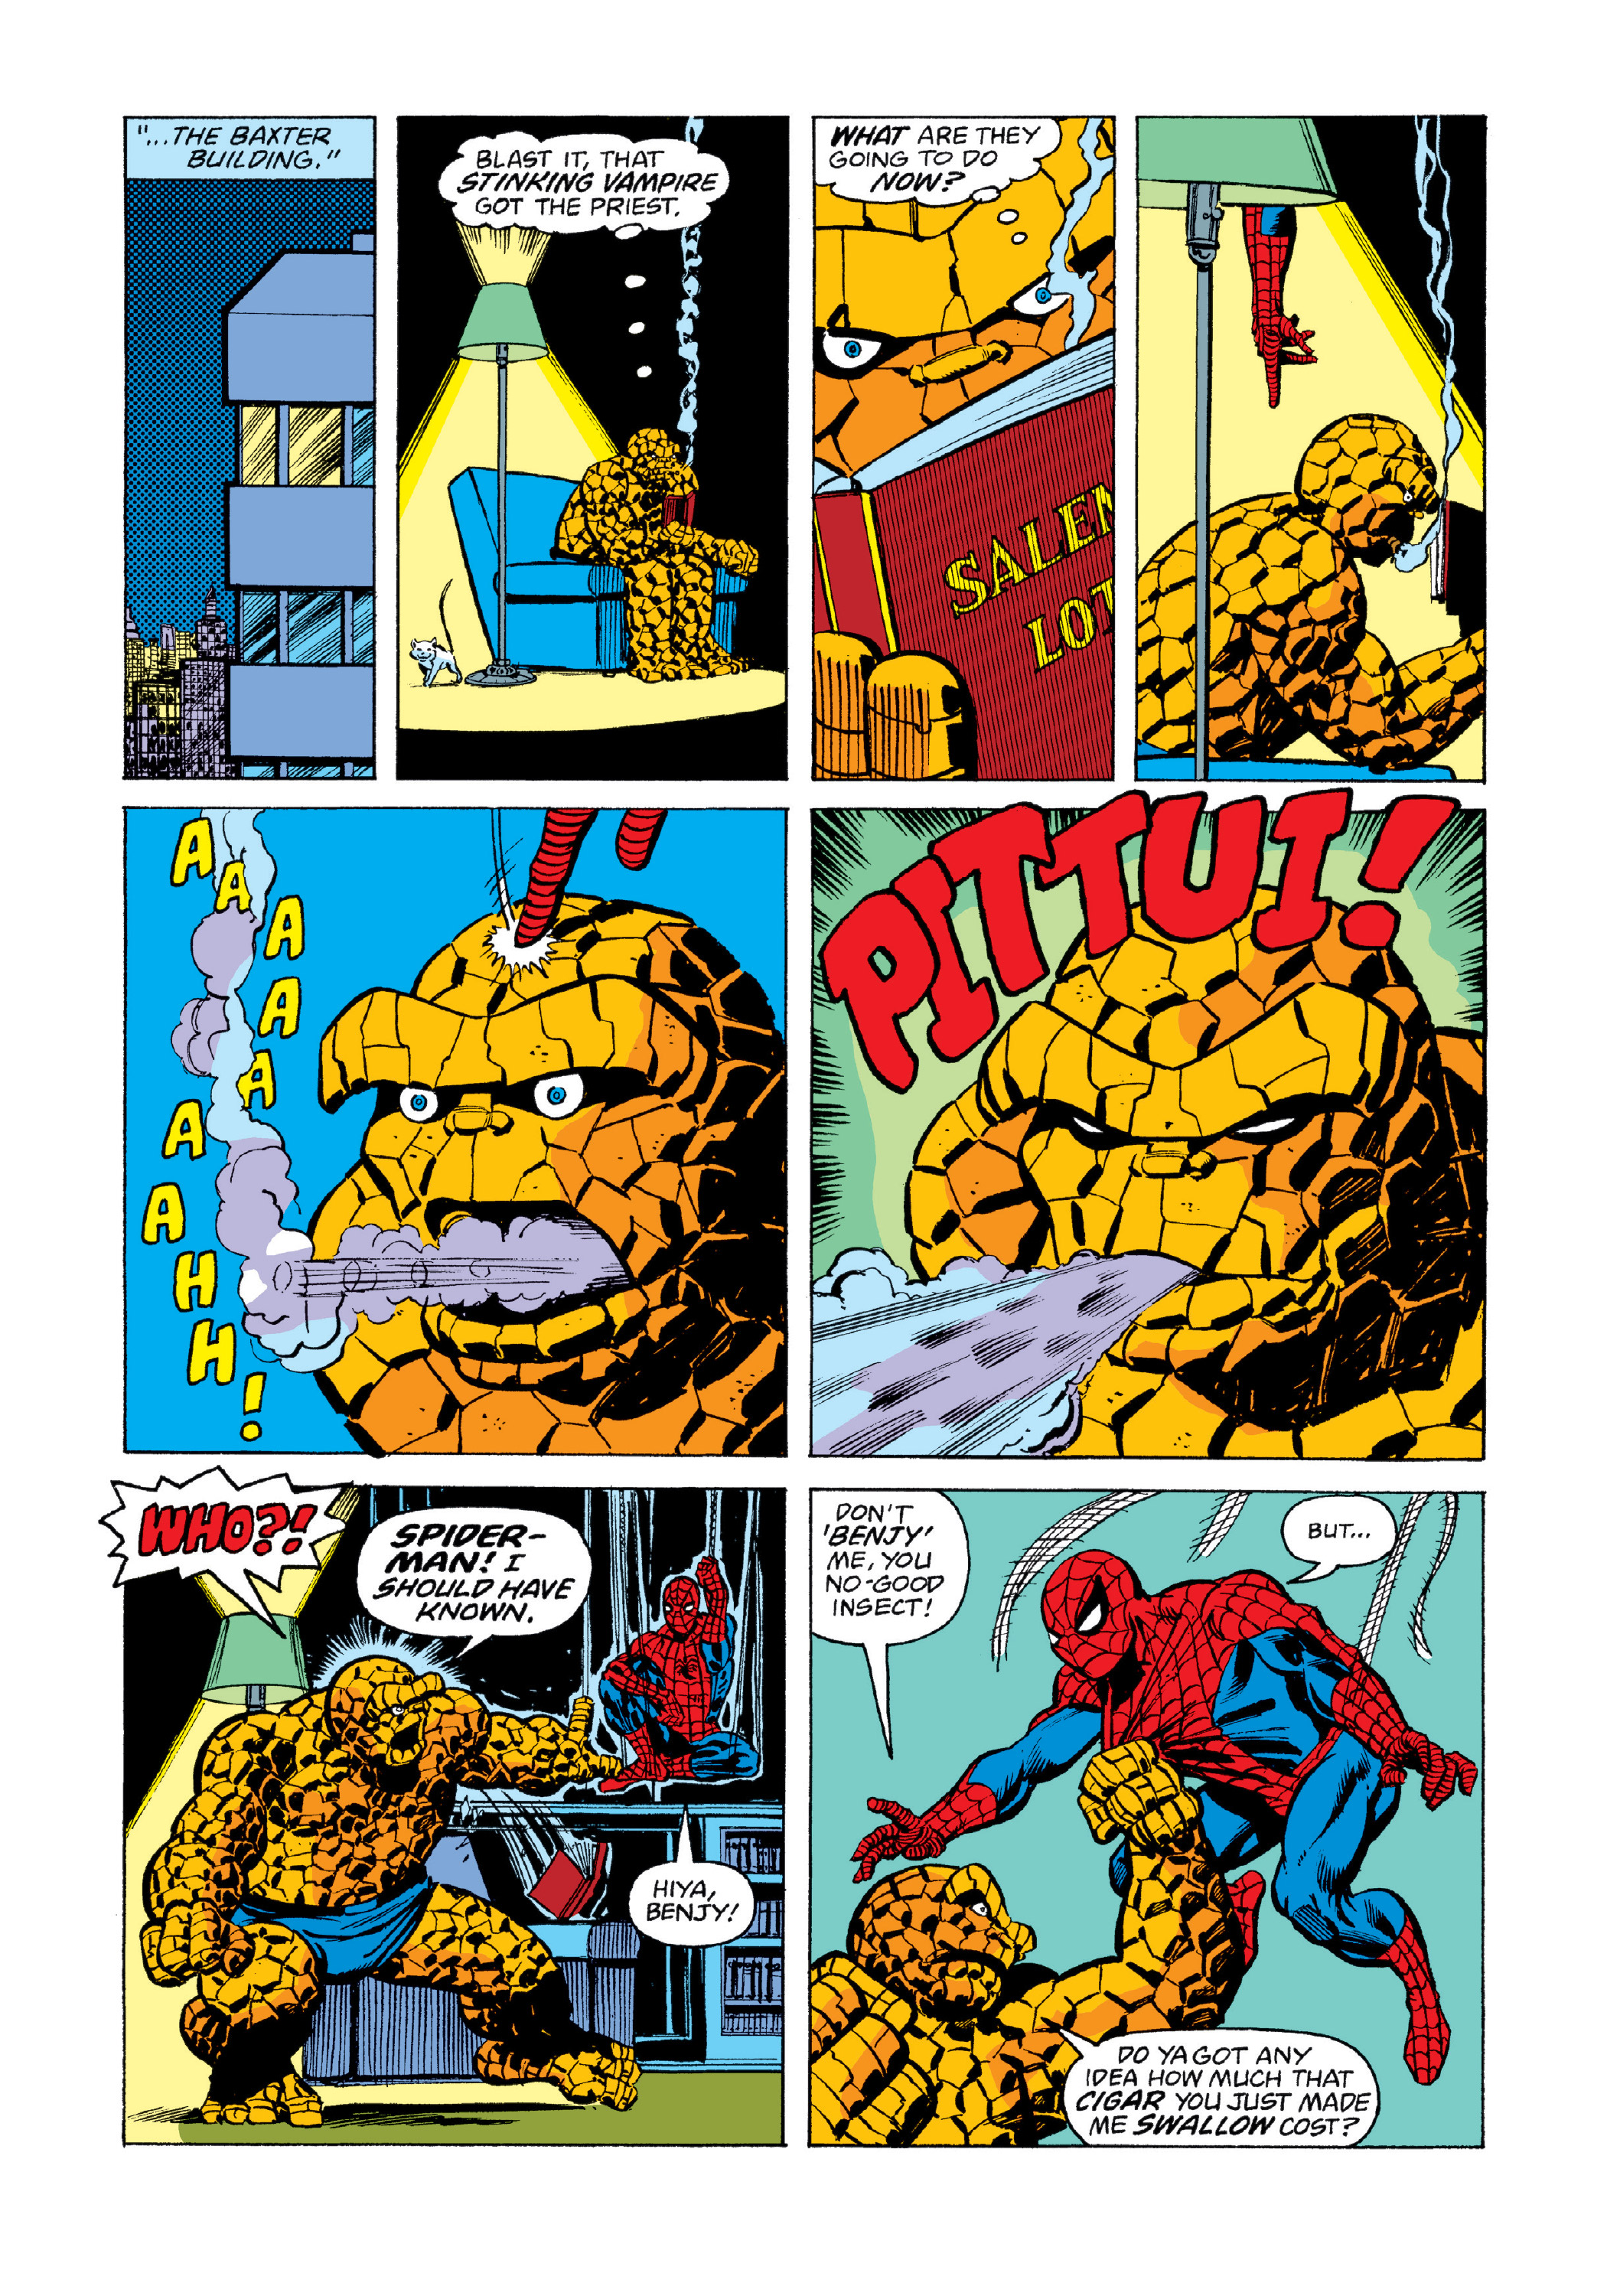 "...THE BAXTER
BUILDING."
BLAST IT, THAT
STINKING VAMPIRE
GOT THE PRIEST.
WHAT ARE THEY
GOING TO DO
NOW?
SALEM
LOT
AAAAAAAAHHH!
PITTUI!
WHO?!
SPIDER-
MAN! I
SHOULD HAVE
KNOWN.
HIYA,
BENJY!
DON'T
'BENJY'
ME, YOU
NO-GOOD
INSECT!
BUT...
DO YA GOT ANY
IDEA HOW MUCH THAT
CIGAR YOU JUST MADE
ME SWALLOW COST?